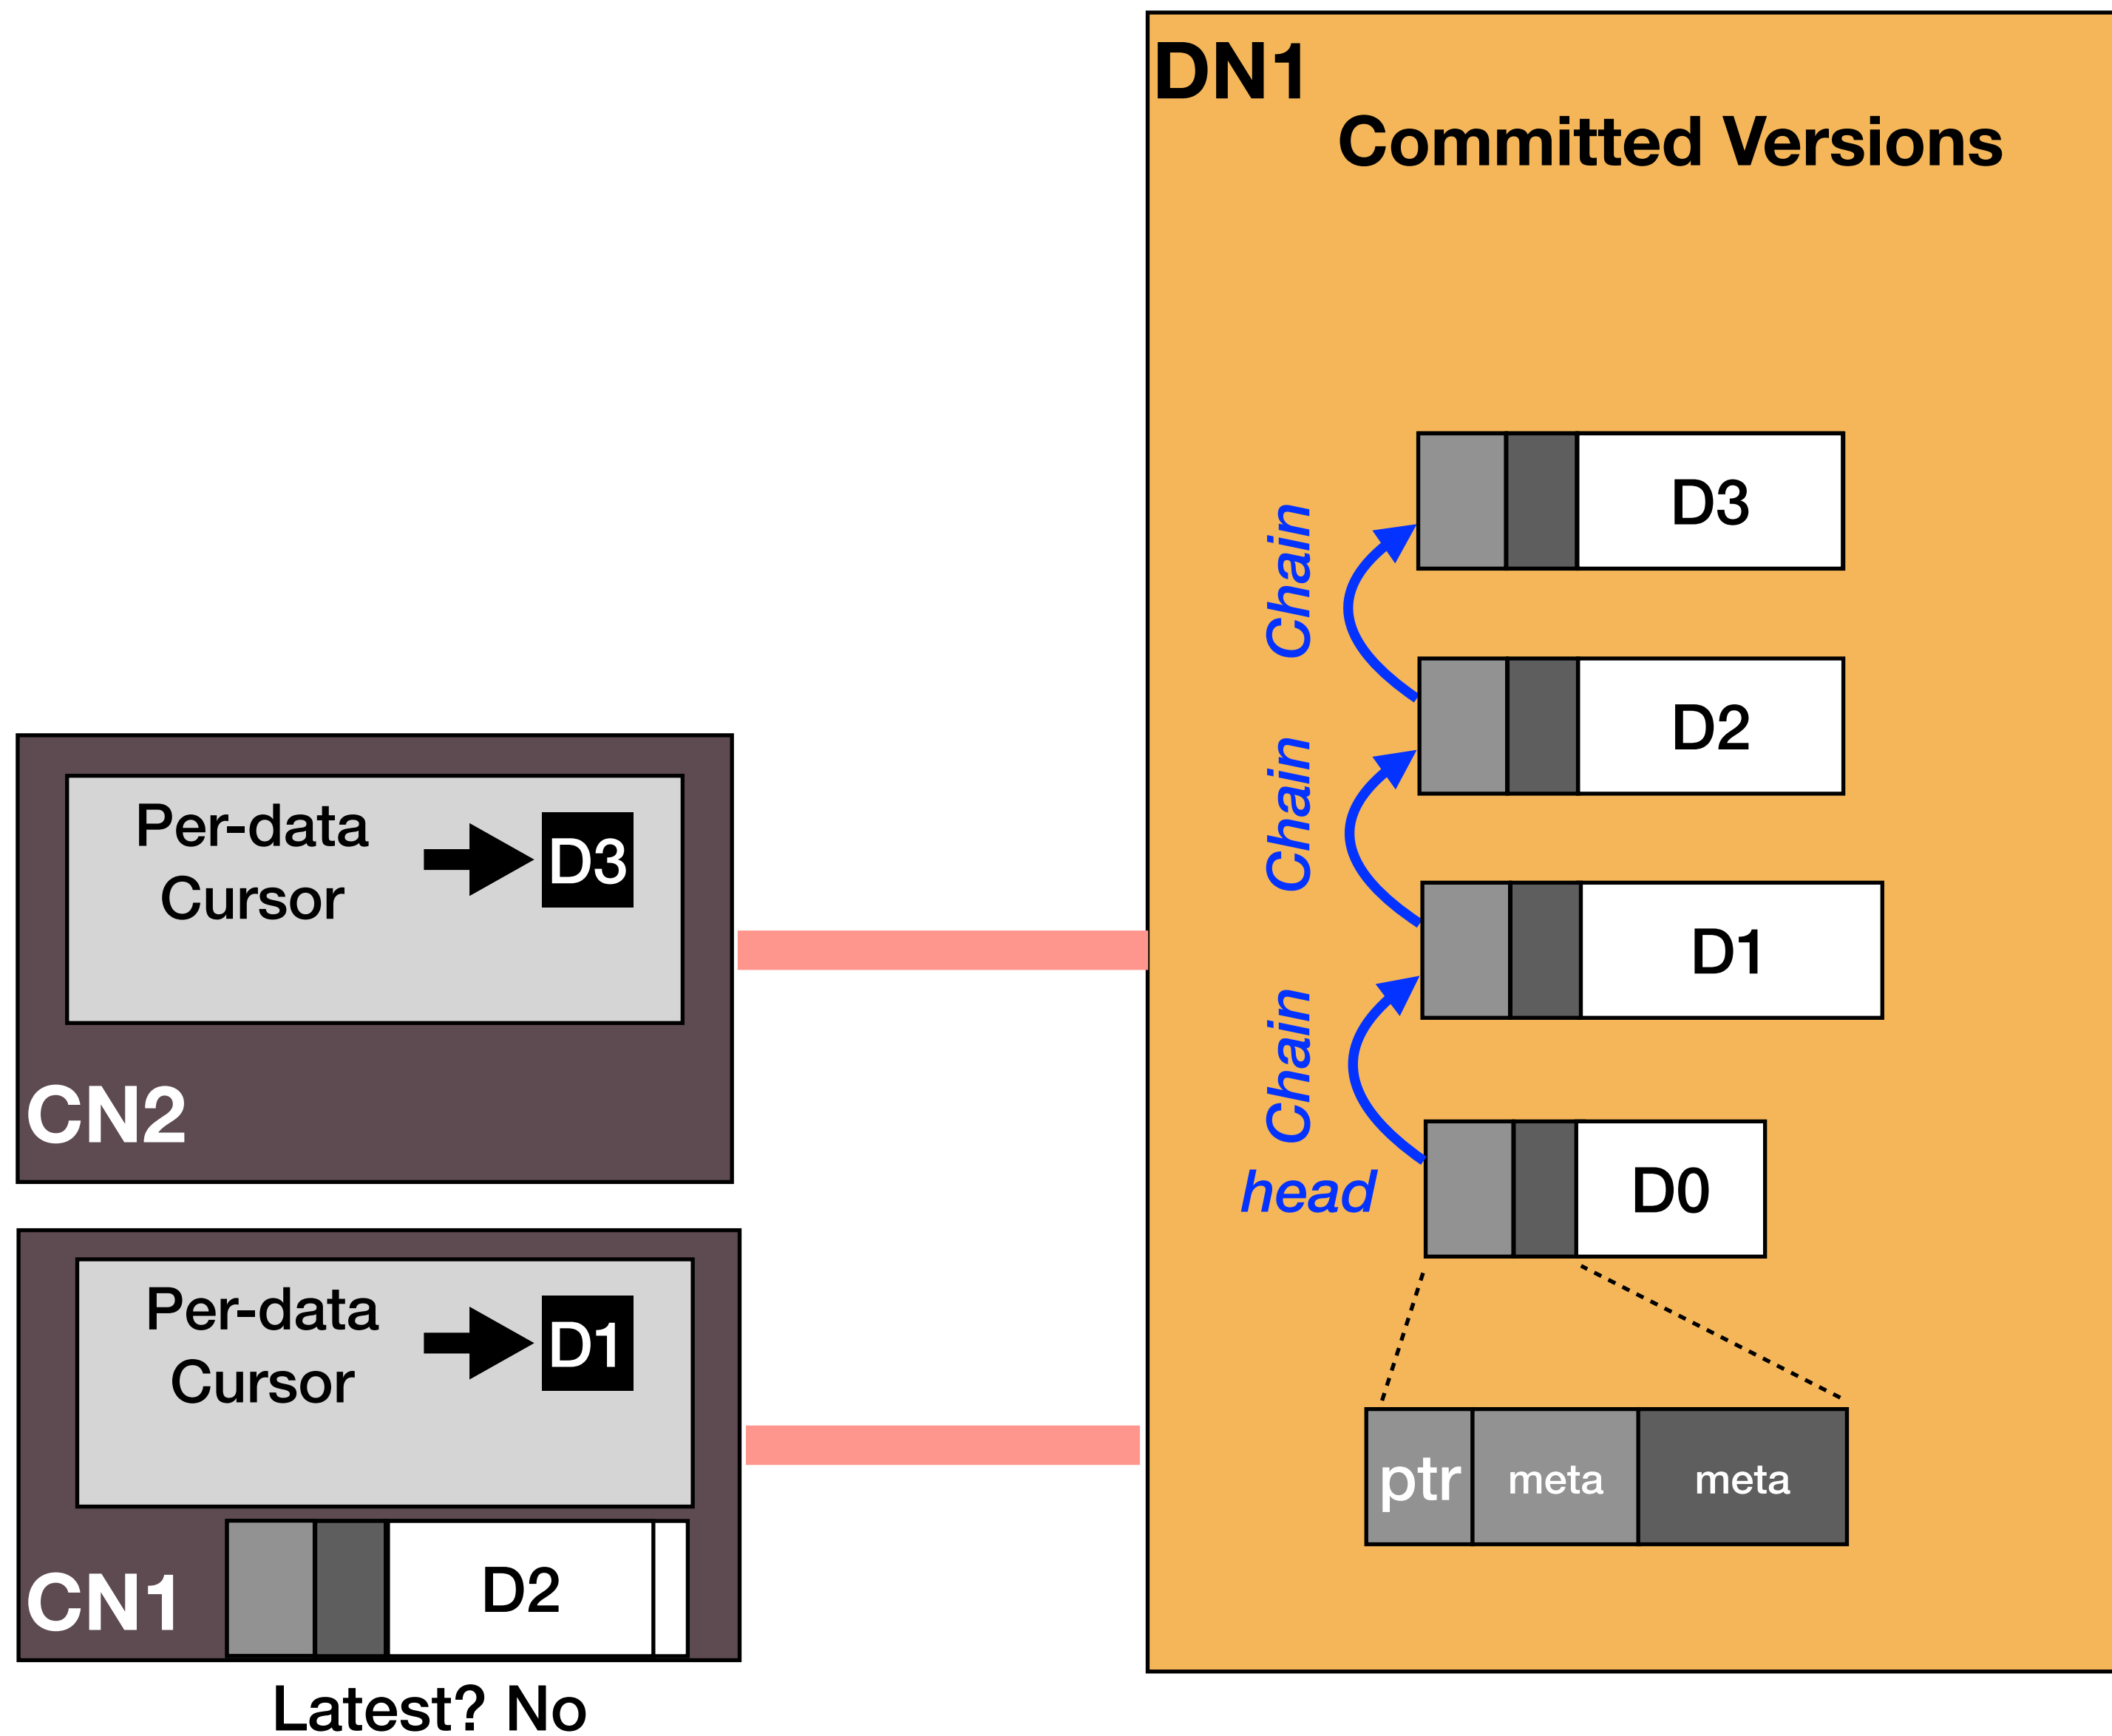 DN1
Committed Versions
Chain
D3
Chain
D2
Chain
D1
head
D0
ptr
meta
meta
Per-data
Cursor
D3
CN2
Per-data
Cursor
D1
CN1
D2
Latest? No